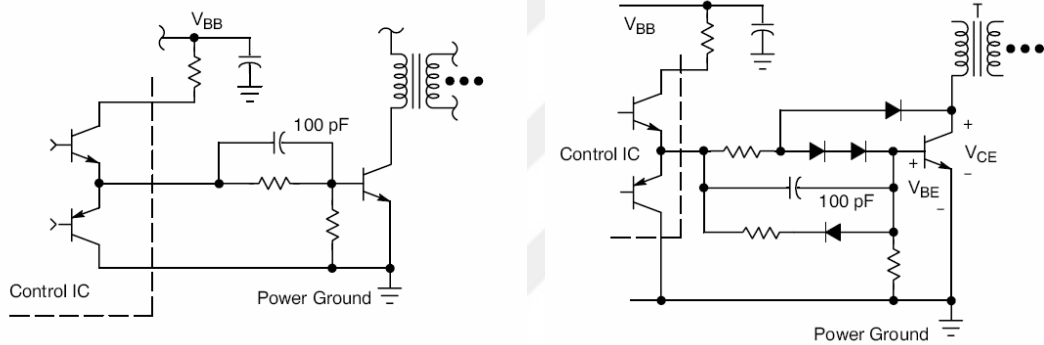 VBB
100 pF
Control IC
Power Ground
T
VBB
Control IC
+
VCE
+
VBE
−
100 pF
−
Power Ground